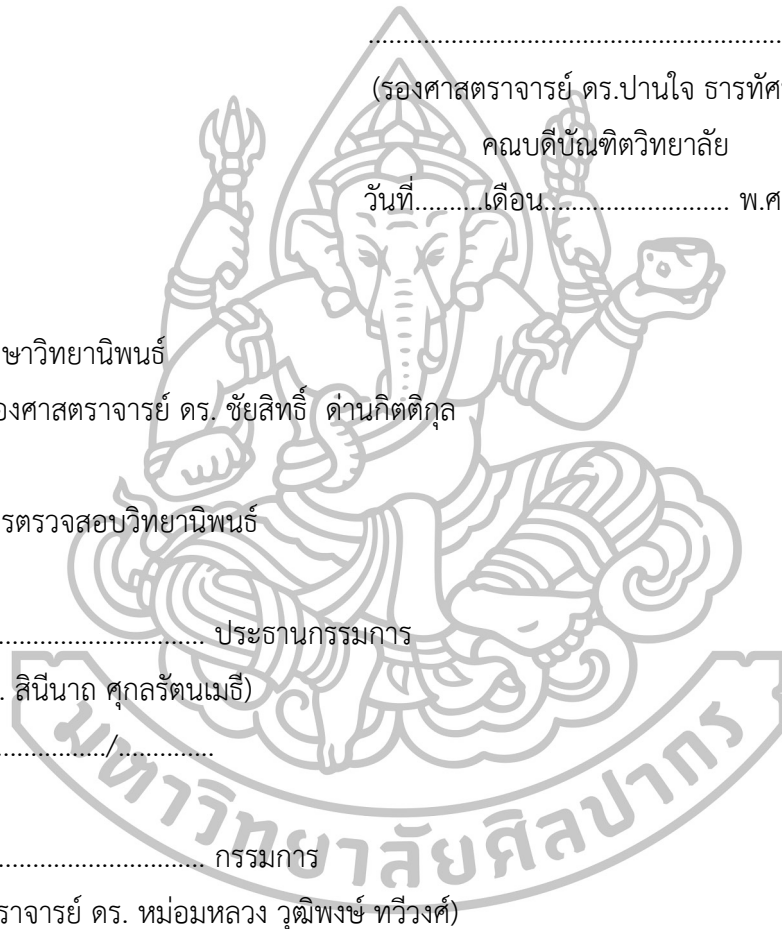 ......................................................................
(รองศาสตราจารย์ ดร.ปานใจ ธารทัศ
คณบดีบัณฑิตวิทยาลัย
วันที่..........เดือน........................... พ.ศ
ษาวิทยานิพนธ์
องศาสตราจารย์ ดร. ชัยสิทธิ์ ด่านกิตติกุล
รตรวจสอบวิทยานิพนธ์
.............................. ประธานกรรมการ
. สินีนาถ ศุกลรัตนเมธี)
................/..............
.............................. กรรมการ
ราจารย์ ดร. หม่อมหลวง วุฒิพงษ์ ทวีวงศ์)
มหาวิทยาลัยศิลปากร